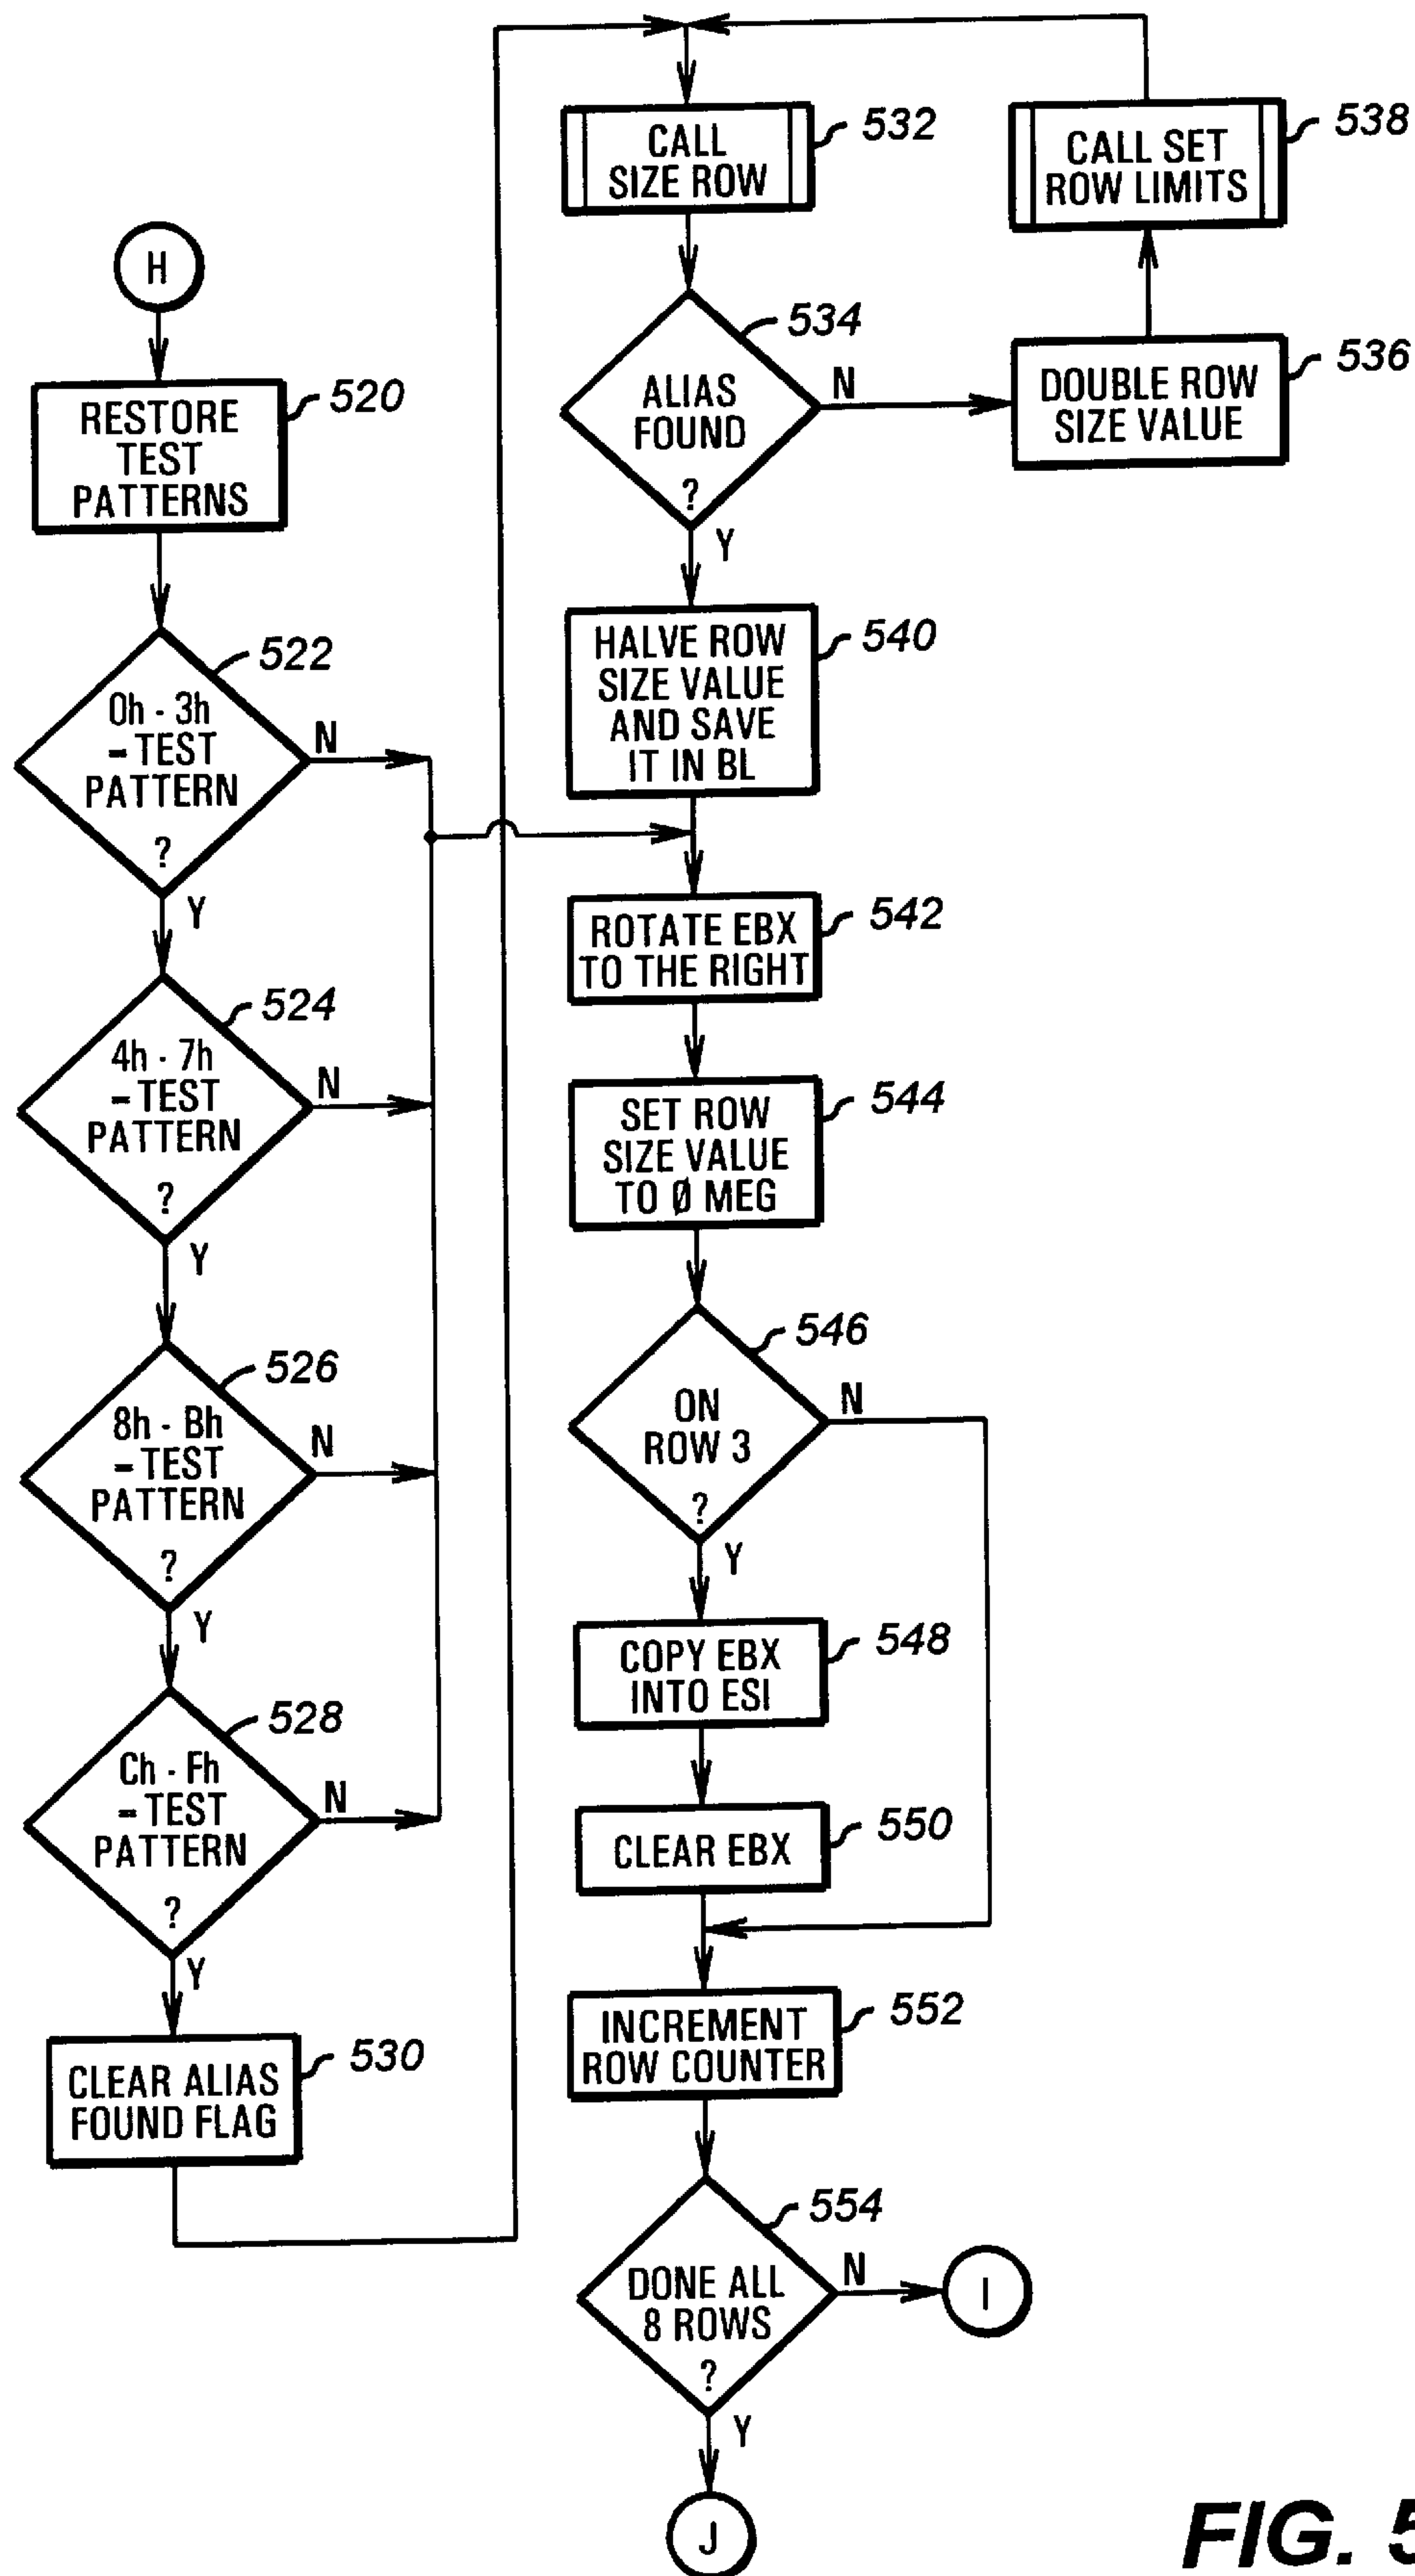 H
RESTORE
TEST
PATTERNS
520
522
0h - 3h
= TEST
PATTERN
?
N
Y
524
4h - 7h
= TEST
PATTERN
?
N
Y
526
8h - Bh
= TEST
PATTERN
?
N
Y
528
Ch - Fh
= TEST
PATTERN
?
N
Y
CLEAR ALIAS
FOUND FLAG
530
CALL
SIZE ROW
532
CALL SET
ROW LIMITS
538
534
ALIAS
FOUND
?
N
Y
DOUBLE ROW
SIZE VALUE
536
HALVE ROW
SIZE VALUE
AND SAVE
IT IN BL
540
ROTATE EBX
TO THE RIGHT
542
SET ROW
SIZE VALUE
TO Ø MEG
544
546
ON
ROW 3
?
N
Y
COPY EBX
INTO ESI
548
CLEAR EBX
550
INCREMENT
ROW COUNTER
552
554
DONE ALL
8 ROWS
?
N
I
Y
J
FIG. 5